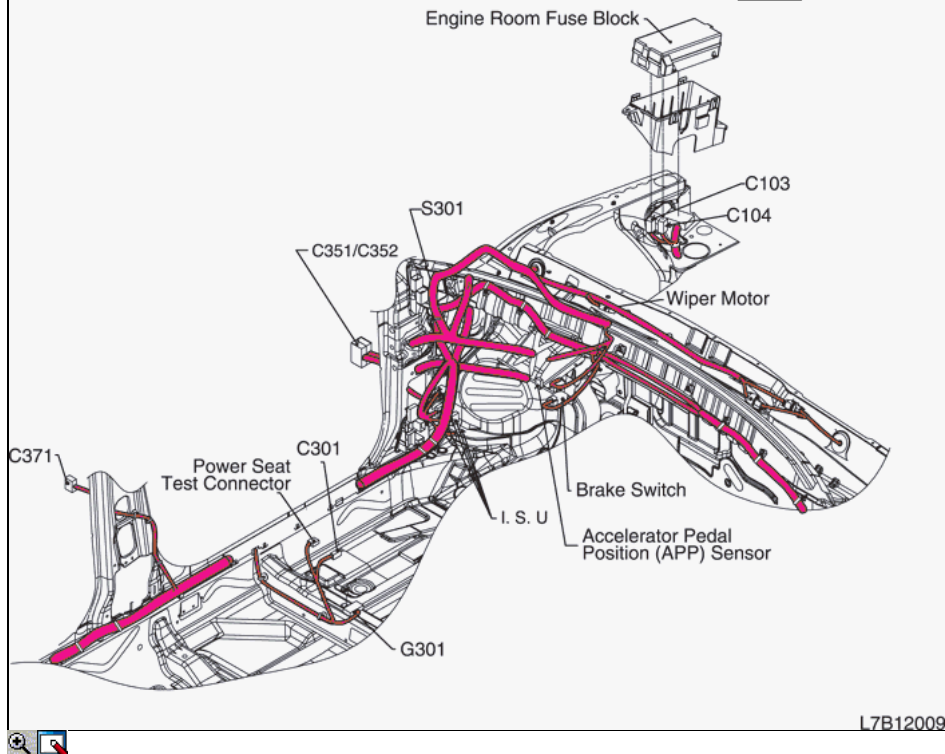 Engine Room Fuse Block
C103
S301
C104
C351/C352
Wiper Motor
C371
C301
Power Seat
Test Connector
Brake Switch
I. S. U
Accelerator Pedal
Position (APP) Sensor
G301
L7B12009